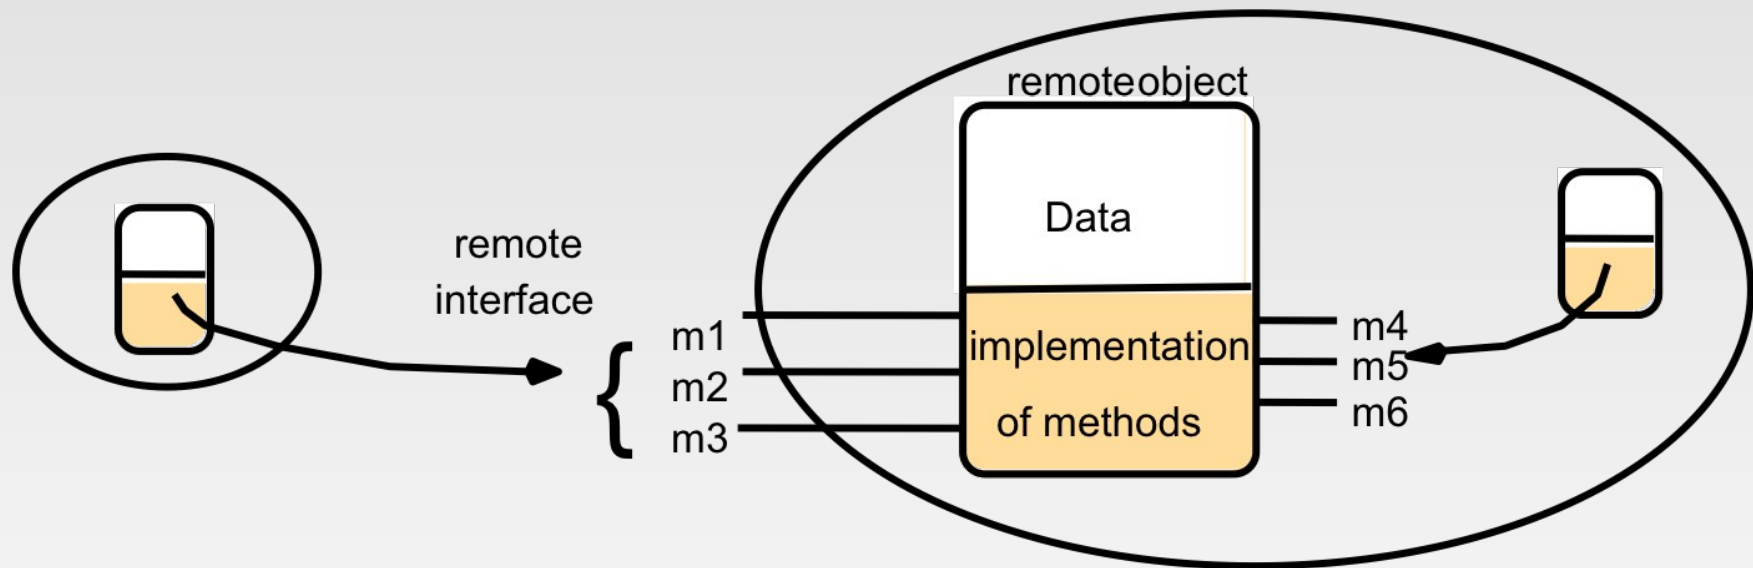 remoteobject
Data
remote
interface
{
m1
m2
m3
implementation
of methods
m4
m5
m6